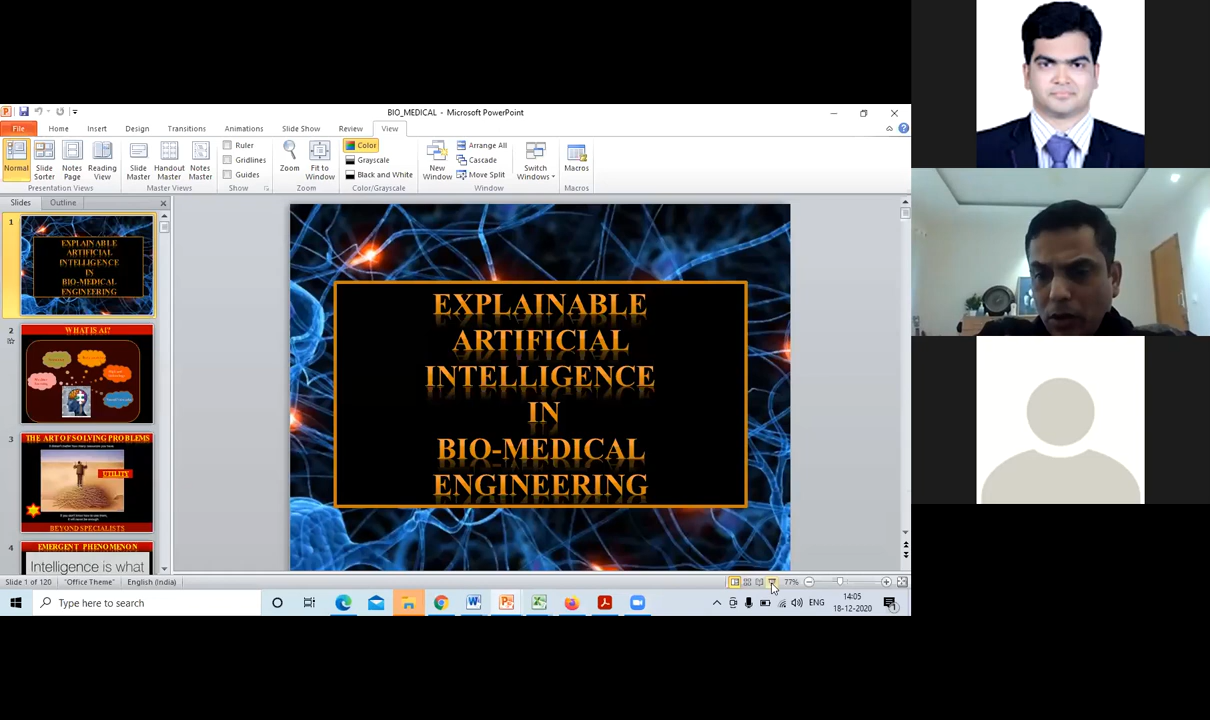 BIO_MEDICAL - Microsoft PowerPoint
File Home Insert Design Transitions Animations Slide Show Review View
Normal Slide Sorter Notes Page Reading View
Presentation Views
Slide Master Handout Master Notes Master
Master Views
Ruler
Gridlines
Guides
Show
Zoom Fit to Window
Zoom
Color
Grayscale
Black and White
Color/Grayscale
New Window
Arrange All
Cascade
Move Split
Switch Windows
Window
Macros
Macros
Slides Outline
1
EXPLAINABLE
ARTIFICIAL
INTELLIGENCE
IN
BIO-MEDICAL
ENGINEERING
2
WHAT IS AI?
3
THE ART OF SOLVING PROBLEMS
UTILITY
BEYOND SPECIALISTS
4
EMERGENT PHENOMENON
Intelligence is what
EXPLAINABLE
ARTIFICIAL
INTELLIGENCE
IN
BIO-MEDICAL
ENGINEERING
Slide 1 of 120 "Office Theme" English (India) 77%
Type here to search
ENG
14:05
18-12-2020